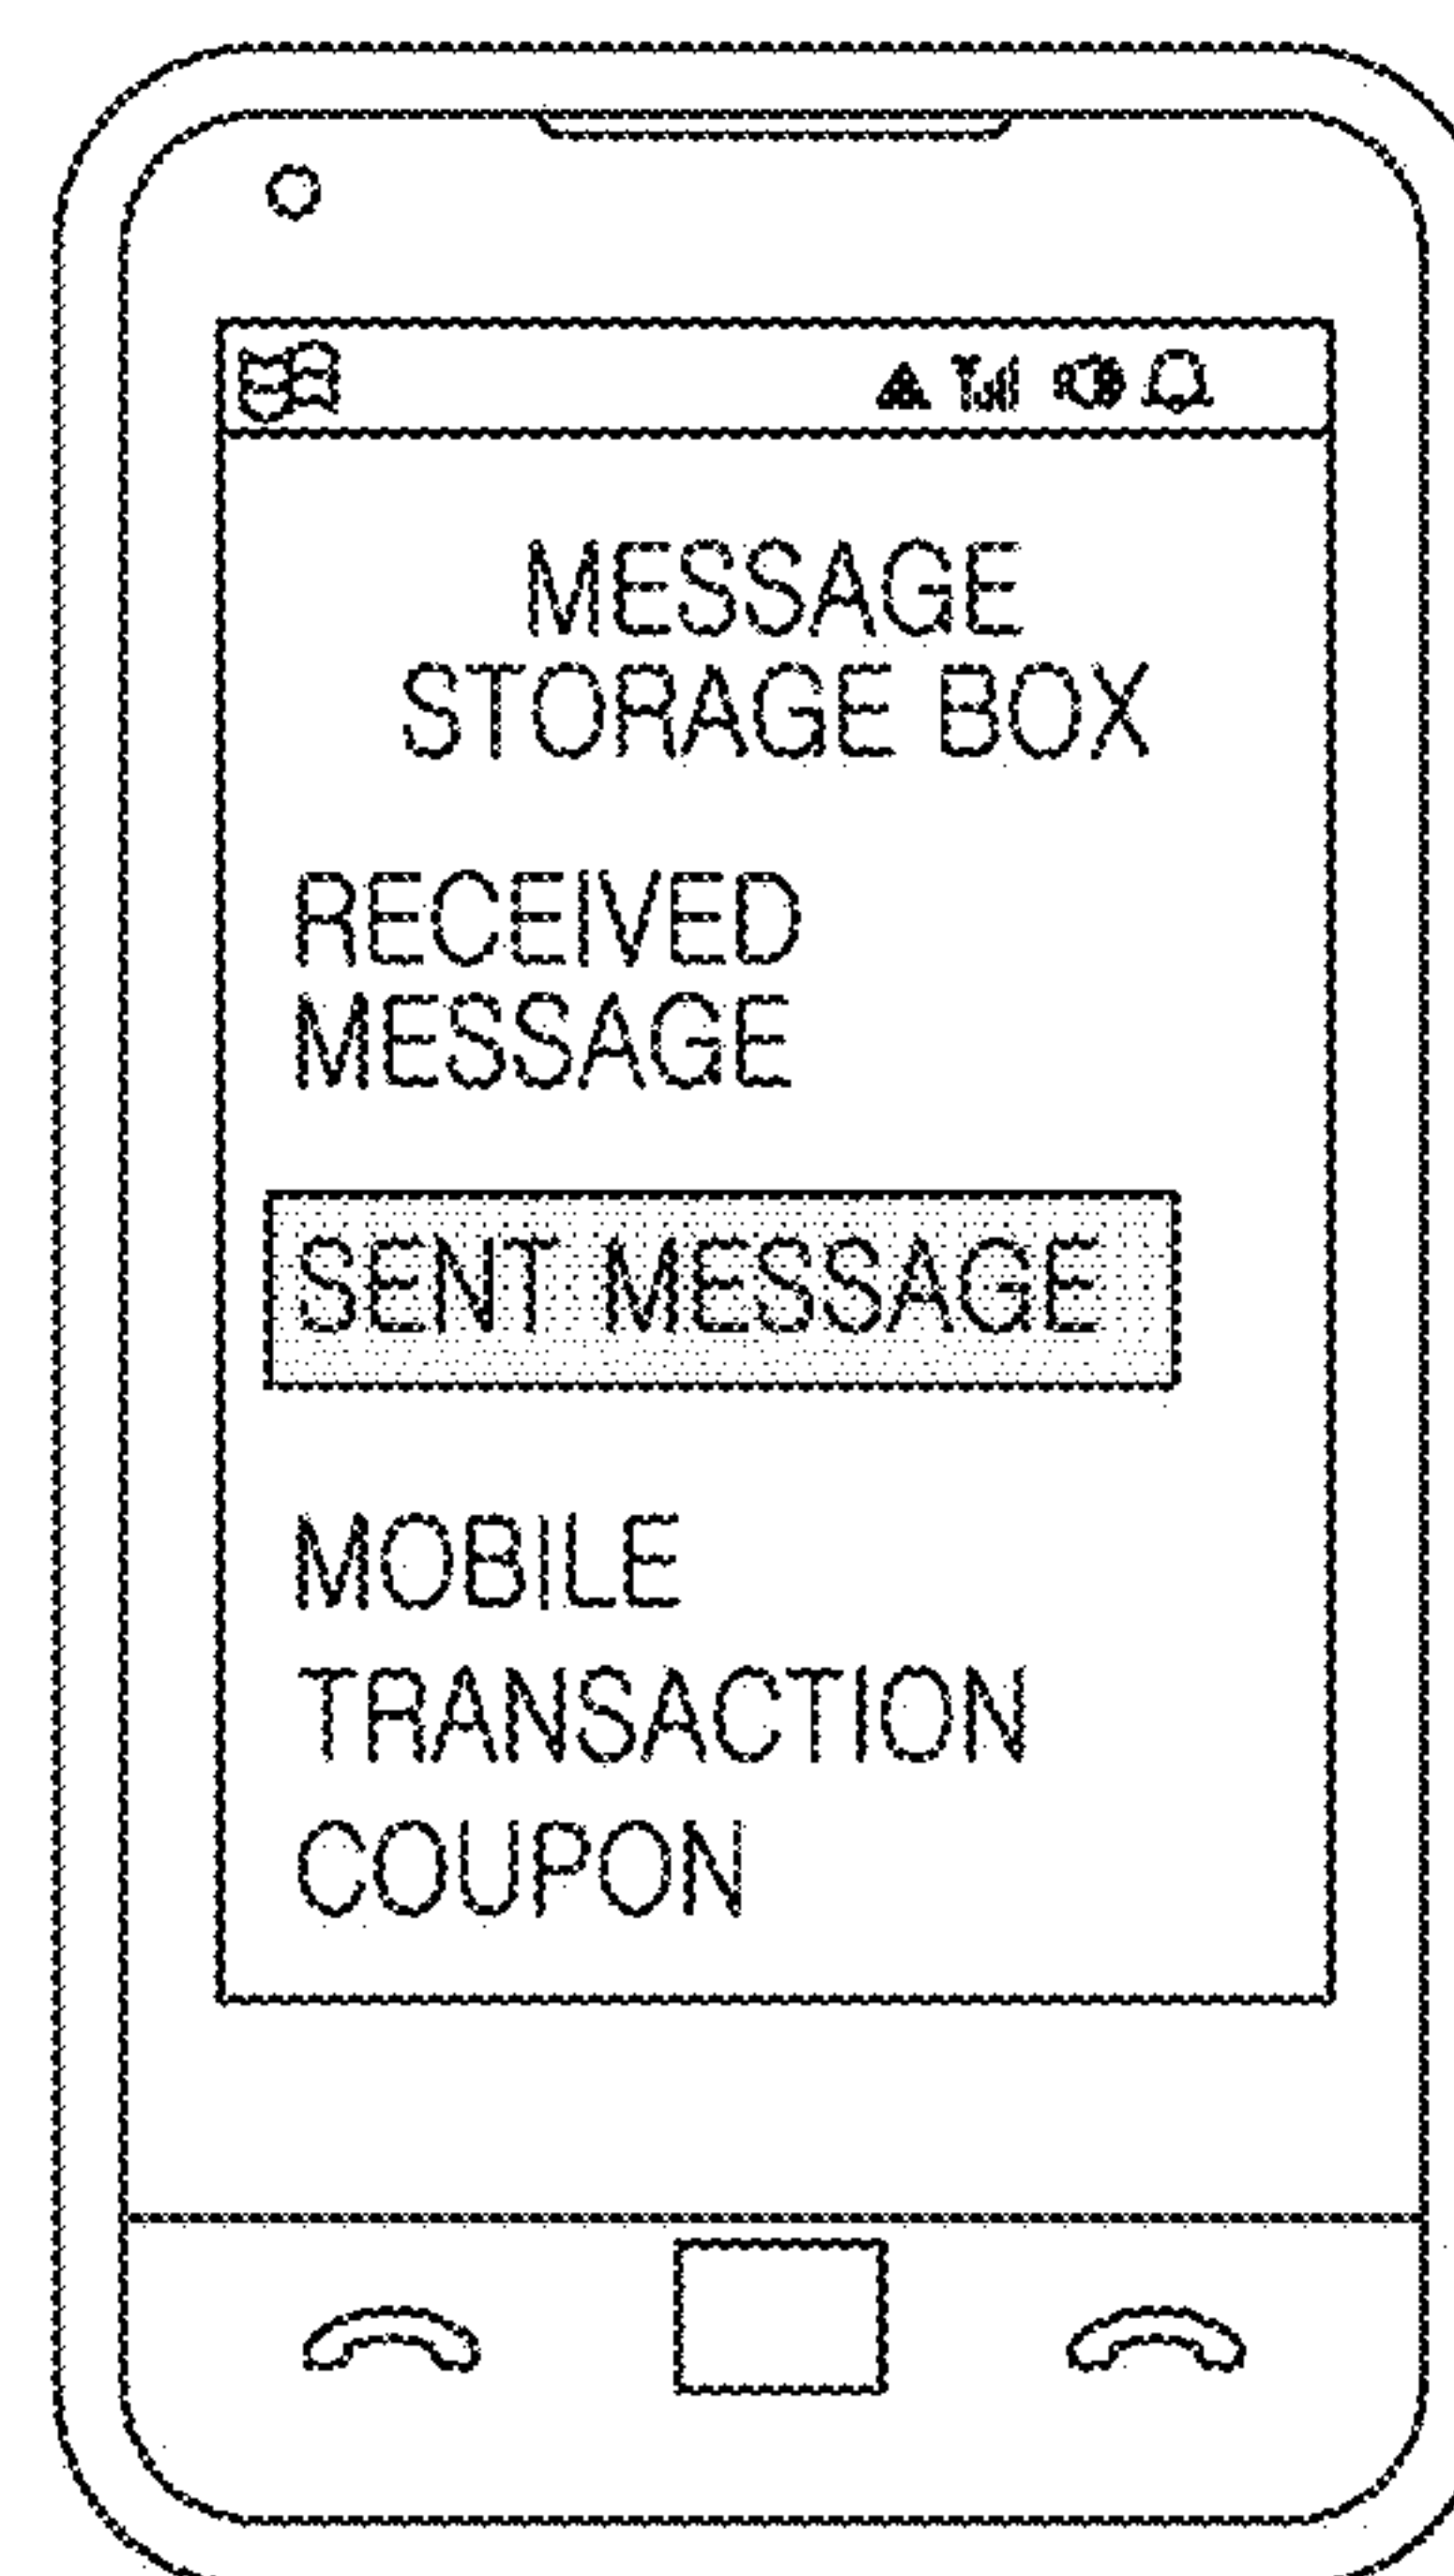 MESSAGE
STORAGE BOX
RECEIVED
MESSAGE
SENT MESSAGE
MOBILE
TRANSACTION
COUPON